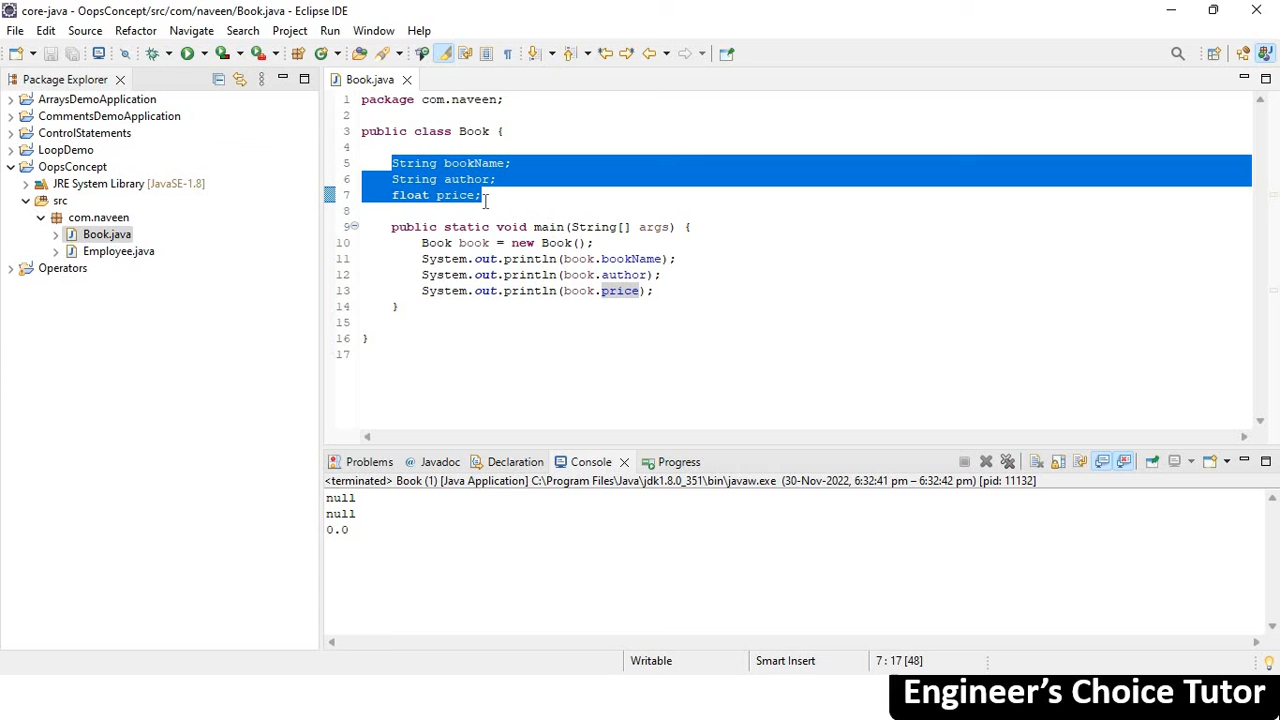 core-java - OopsConcept/src/com/naveen/Book.java - Eclipse IDE
File Edit Source Refactor Navigate Search Project Run Window Help
Package Explorer
ArraysDemoApplication
CommentsDemoApplication
ControlStatements
LoopDemo
OopsConcept
JRE System Library [JavaSE-1.8]
src
com.naveen
Book.java
Employee.java
Operators
Book.java
1 package com.naveen;
2
3 public class Book {
4
5 String bookName;
6 String author;
7 float price;
8
9 public static void main(String[] args) {
10 Book book = new Book();
11 System.out.println(book.bookName);
12 System.out.println(book.author);
13 System.out.println(book.price);
14 }
15
16 }
17
Problems Javadoc Declaration Console Progress
<terminated> Book (1) [Java Application] C:\Program Files\Java\jdk1.8.0_351\bin\javaw.exe (30-Nov-2022, 6:32:41 pm – 6:32:42 pm) [pid: 11132]
null
null
0.0
Writable Smart Insert 7 : 17 [48]
Engineer's Choice Tutor